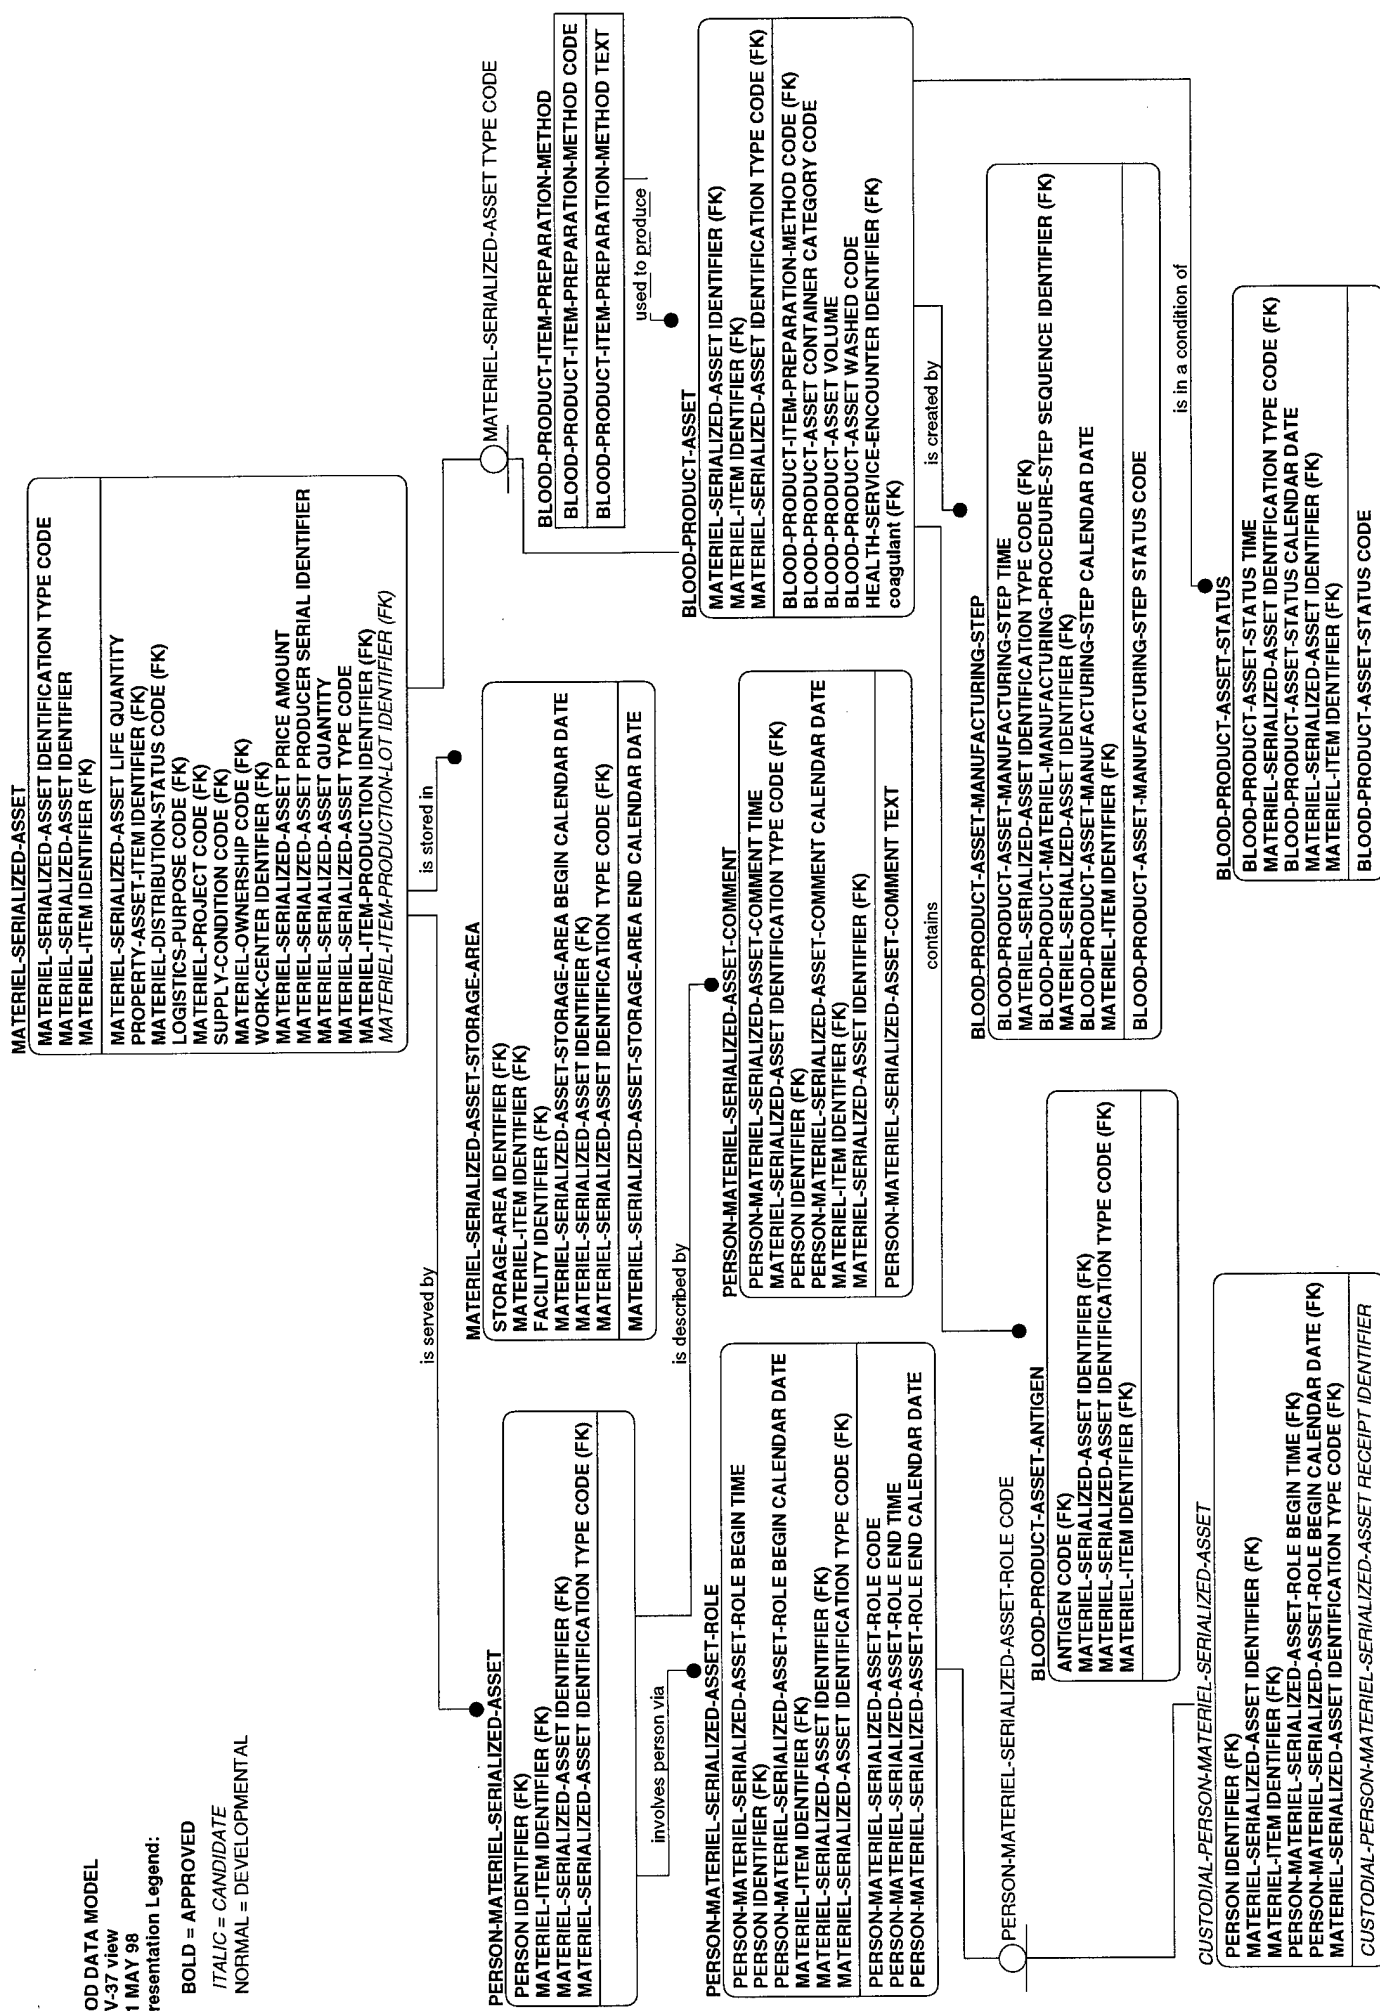 OD DATA MODEL
V-37 view
1 MAY 98
resentation Legend:
BOLD = APPROVED
ITALIC = CANDIDATE
NORMAL = DEVELOPMENTAL
MATERIEL-SERIALIZED-ASSET
MATERIEL-SERIALIZED-ASSET IDENTIFICATION TYPE CODE
MATERIEL-SERIALIZED-ASSET IDENTIFIER
MATERIEL-ITEM IDENTIFIER (FK)
MATERIEL-SERIALIZED-ASSET LIFE QUANTITY
PROPERTY-ASSET-ITEM IDENTIFIER (FK)
MATERIEL-DISTRIBUTION-STATUS CODE (FK)
LOGISTICS-PURPOSE CODE (FK)
MATERIEL-PROJECT CODE (FK)
SUPPLY-CONDITION CODE (FK)
MATERIEL-OWNERSHIP CODE (FK)
WORK-CENTER IDENTIFIER (FK)
MATERIEL-SERIALIZED-ASSET PRICE AMOUNT
MATERIEL-SERIALIZED-ASSET PRODUCER SERIAL IDENTIFIER
MATERIEL-SERIALIZED-ASSET QUANTITY
MATERIEL-SERIALIZED-ASSET TYPE CODE
MATERIEL-ITEM-PRODUCTION IDENTIFIER (FK)
MATERIEL-ITEM-PRODUCTION-LOT IDENTIFIER (FK)
is served by
is stored in
MATERIEL-SERIALIZED-ASSET TYPE CODE
PERSON-MATERIEL-SERIALIZED-ASSET
PERSON IDENTIFIER (FK)
MATERIEL-ITEM IDENTIFIER (FK)
MATERIEL-SERIALIZED-ASSET IDENTIFIER (FK)
MATERIEL-SERIALIZED-ASSET IDENTIFICATION TYPE CODE (FK)
MATERIEL-SERIALIZED-ASSET-STORAGE-AREA
STORAGE-AREA IDENTIFIER (FK)
MATERIEL-ITEM IDENTIFIER (FK)
FACILITY IDENTIFIER (FK)
MATERIEL-SERIALIZED-ASSET-STORAGE-AREA BEGIN CALENDAR DATE
MATERIEL-SERIALIZED-ASSET IDENTIFIER (FK)
MATERIEL-SERIALIZED-ASSET IDENTIFICATION TYPE CODE (FK)
MATERIEL-SERIALIZED-ASSET-STORAGE-AREA END CALENDAR DATE
BLOOD-PRODUCT-ITEM-PREPARATION-METHOD
BLOOD-PRODUCT-ITEM-PREPARATION-METHOD CODE
BLOOD-PRODUCT-ITEM-PREPARATION-METHOD TEXT
used to produce
involves person via
is described by
PERSON-MATERIEL-SERIALIZED-ASSET-ROLE
PERSON-MATERIEL-SERIALIZED-ASSET-ROLE BEGIN TIME
PERSON IDENTIFIER (FK)
PERSON-MATERIEL-SERIALIZED-ASSET-ROLE BEGIN CALENDAR DATE
MATERIEL-ITEM IDENTIFIER (FK)
MATERIEL-SERIALIZED-ASSET IDENTIFIER (FK)
MATERIEL-SERIALIZED-ASSET IDENTIFICATION TYPE CODE (FK)
PERSON-MATERIEL-SERIALIZED-ASSET-ROLE CODE
PERSON-MATERIEL-SERIALIZED-ASSET-ROLE END TIME
PERSON-MATERIEL-SERIALIZED-ASSET-ROLE END CALENDAR DATE
PERSON-MATERIEL-SERIALIZED-ASSET-COMMENT
PERSON-MATERIEL-SERIALIZED-ASSET-COMMENT TIME
MATERIEL-SERIALIZED-ASSET IDENTIFICATION TYPE CODE (FK)
PERSON IDENTIFIER (FK)
PERSON-MATERIEL-SERIALIZED-ASSET-COMMENT CALENDAR DATE
MATERIEL-ITEM IDENTIFIER (FK)
MATERIEL-SERIALIZED-ASSET IDENTIFIER (FK)
PERSON-MATERIEL-SERIALIZED-ASSET-COMMENT TEXT
BLOOD-PRODUCT-ASSET
MATERIEL-SERIALIZED-ASSET IDENTIFIER (FK)
MATERIEL-ITEM IDENTIFIER (FK)
MATERIEL-SERIALIZED-ASSET IDENTIFICATION TYPE CODE (FK)
BLOOD-PRODUCT-ITEM-PREPARATION-METHOD CODE (FK)
BLOOD-PRODUCT-ASSET CONTAINER CATEGORY CODE
BLOOD-PRODUCT-ASSET VOLUME
BLOOD-PRODUCT-ASSET WASHED CODE
HEALTH-SERVICE-ENCOUNTER IDENTIFIER (FK)
coagulant (FK)
contains
is created by
is in a condition of
PERSON-MATERIEL-SERIALIZED-ASSET-ROLE CODE
BLOOD-PRODUCT-ASSET-ANTIGEN
ANTIGEN CODE (FK)
MATERIEL-SERIALIZED-ASSET IDENTIFIER (FK)
MATERIEL-SERIALIZED-ASSET IDENTIFICATION TYPE CODE (FK)
MATERIEL-ITEM IDENTIFIER (FK)
BLOOD-PRODUCT-ASSET-MANUFACTURING-STEP
BLOOD-PRODUCT-ASSET-MANUFACTURING-STEP TIME
MATERIEL-SERIALIZED-ASSET IDENTIFICATION TYPE CODE (FK)
BLOOD-PRODUCT-MATERIEL-MANUFACTURING-PROCEDURE-STEP SEQUENCE IDENTIFIER (FK)
MATERIEL-SERIALIZED-ASSET IDENTIFIER (FK)
BLOOD-PRODUCT-ASSET-MANUFACTURING-STEP CALENDAR DATE
MATERIEL-ITEM IDENTIFIER (FK)
BLOOD-PRODUCT-ASSET-MANUFACTURING-STEP STATUS CODE
CUSTODIAL-PERSON-MATERIEL-SERIALIZED-ASSET
PERSON IDENTIFIER (FK)
MATERIEL-SERIALIZED-ASSET IDENTIFIER (FK)
MATERIEL-ITEM IDENTIFIER (FK)
PERSON-MATERIEL-SERIALIZED-ASSET-ROLE BEGIN TIME (FK)
PERSON-MATERIEL-SERIALIZED-ASSET-ROLE BEGIN CALENDAR DATE (FK)
MATERIEL-SERIALIZED-ASSET IDENTIFICATION TYPE CODE (FK)
CUSTODIAL-PERSON-MATERIEL-SERIALIZED-ASSET RECEIPT IDENTIFIER
BLOOD-PRODUCT-ASSET-STATUS
BLOOD-PRODUCT-ASSET-STATUS TIME
MATERIEL-SERIALIZED-ASSET IDENTIFICATION TYPE CODE (FK)
BLOOD-PRODUCT-ASSET-STATUS CALENDAR DATE
MATERIEL-SERIALIZED-ASSET IDENTIFIER (FK)
MATERIEL-ITEM IDENTIFIER (FK)
BLOOD-PRODUCT-ASSET-STATUS CODE